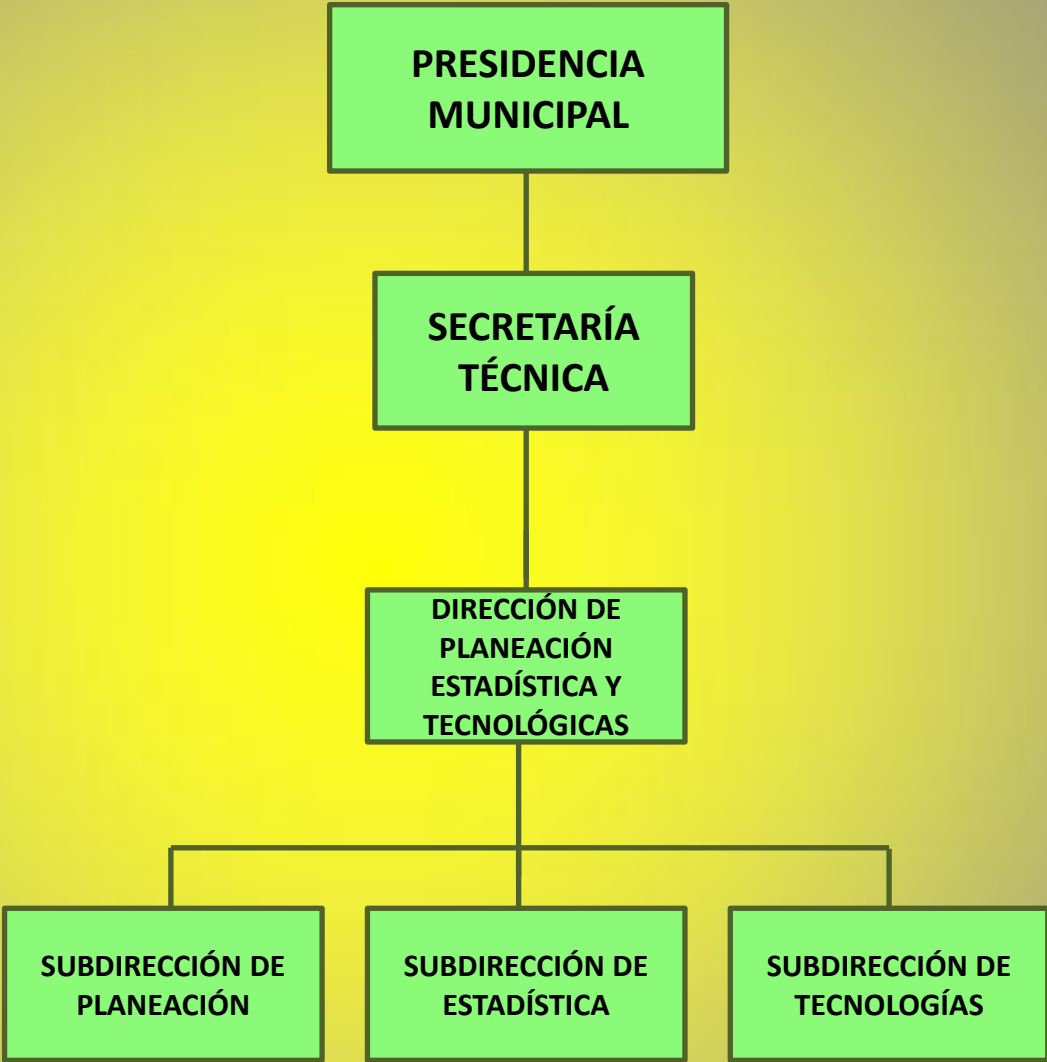 PRESIDENCIA
MUNICIPAL
SECRETARÍA
TÉCNICA
DIRECCIÓN DE
PLANEACIÓN
ESTADÍSTICA Y
TECNOLÓGICAS
SUBDIRECCIÓN DE
PLANEACIÓN
SUBDIRECCIÓN DE
ESTADÍSTICA
SUBDIRECCIÓN DE
TECNOLOGÍAS